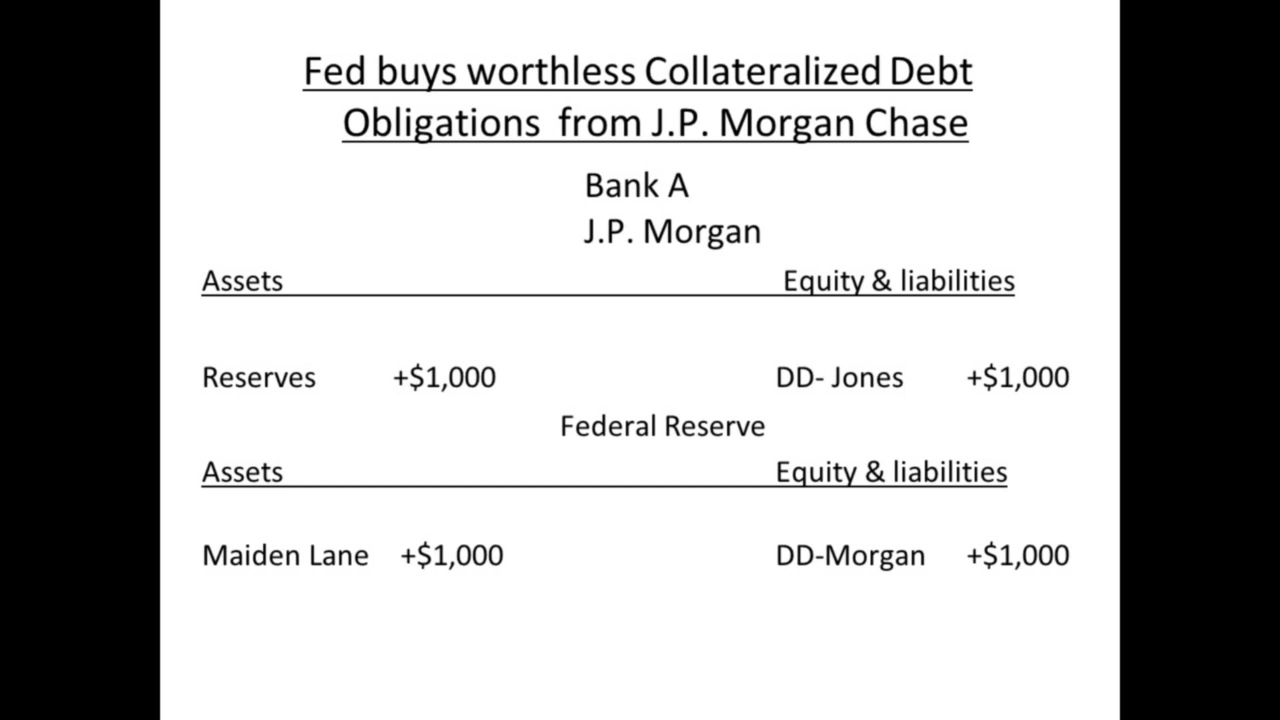 Fed buys worthless Collateralized Debt
Obligations from J.P. Morgan Chase
Bank A
J.P. Morgan
Assets Equity & liabilities
Reserves +$1,000 DD- Jones +$1,000
Federal Reserve
Assets Equity & liabilities
Maiden Lane +$1,000 DD-Morgan +$1,000